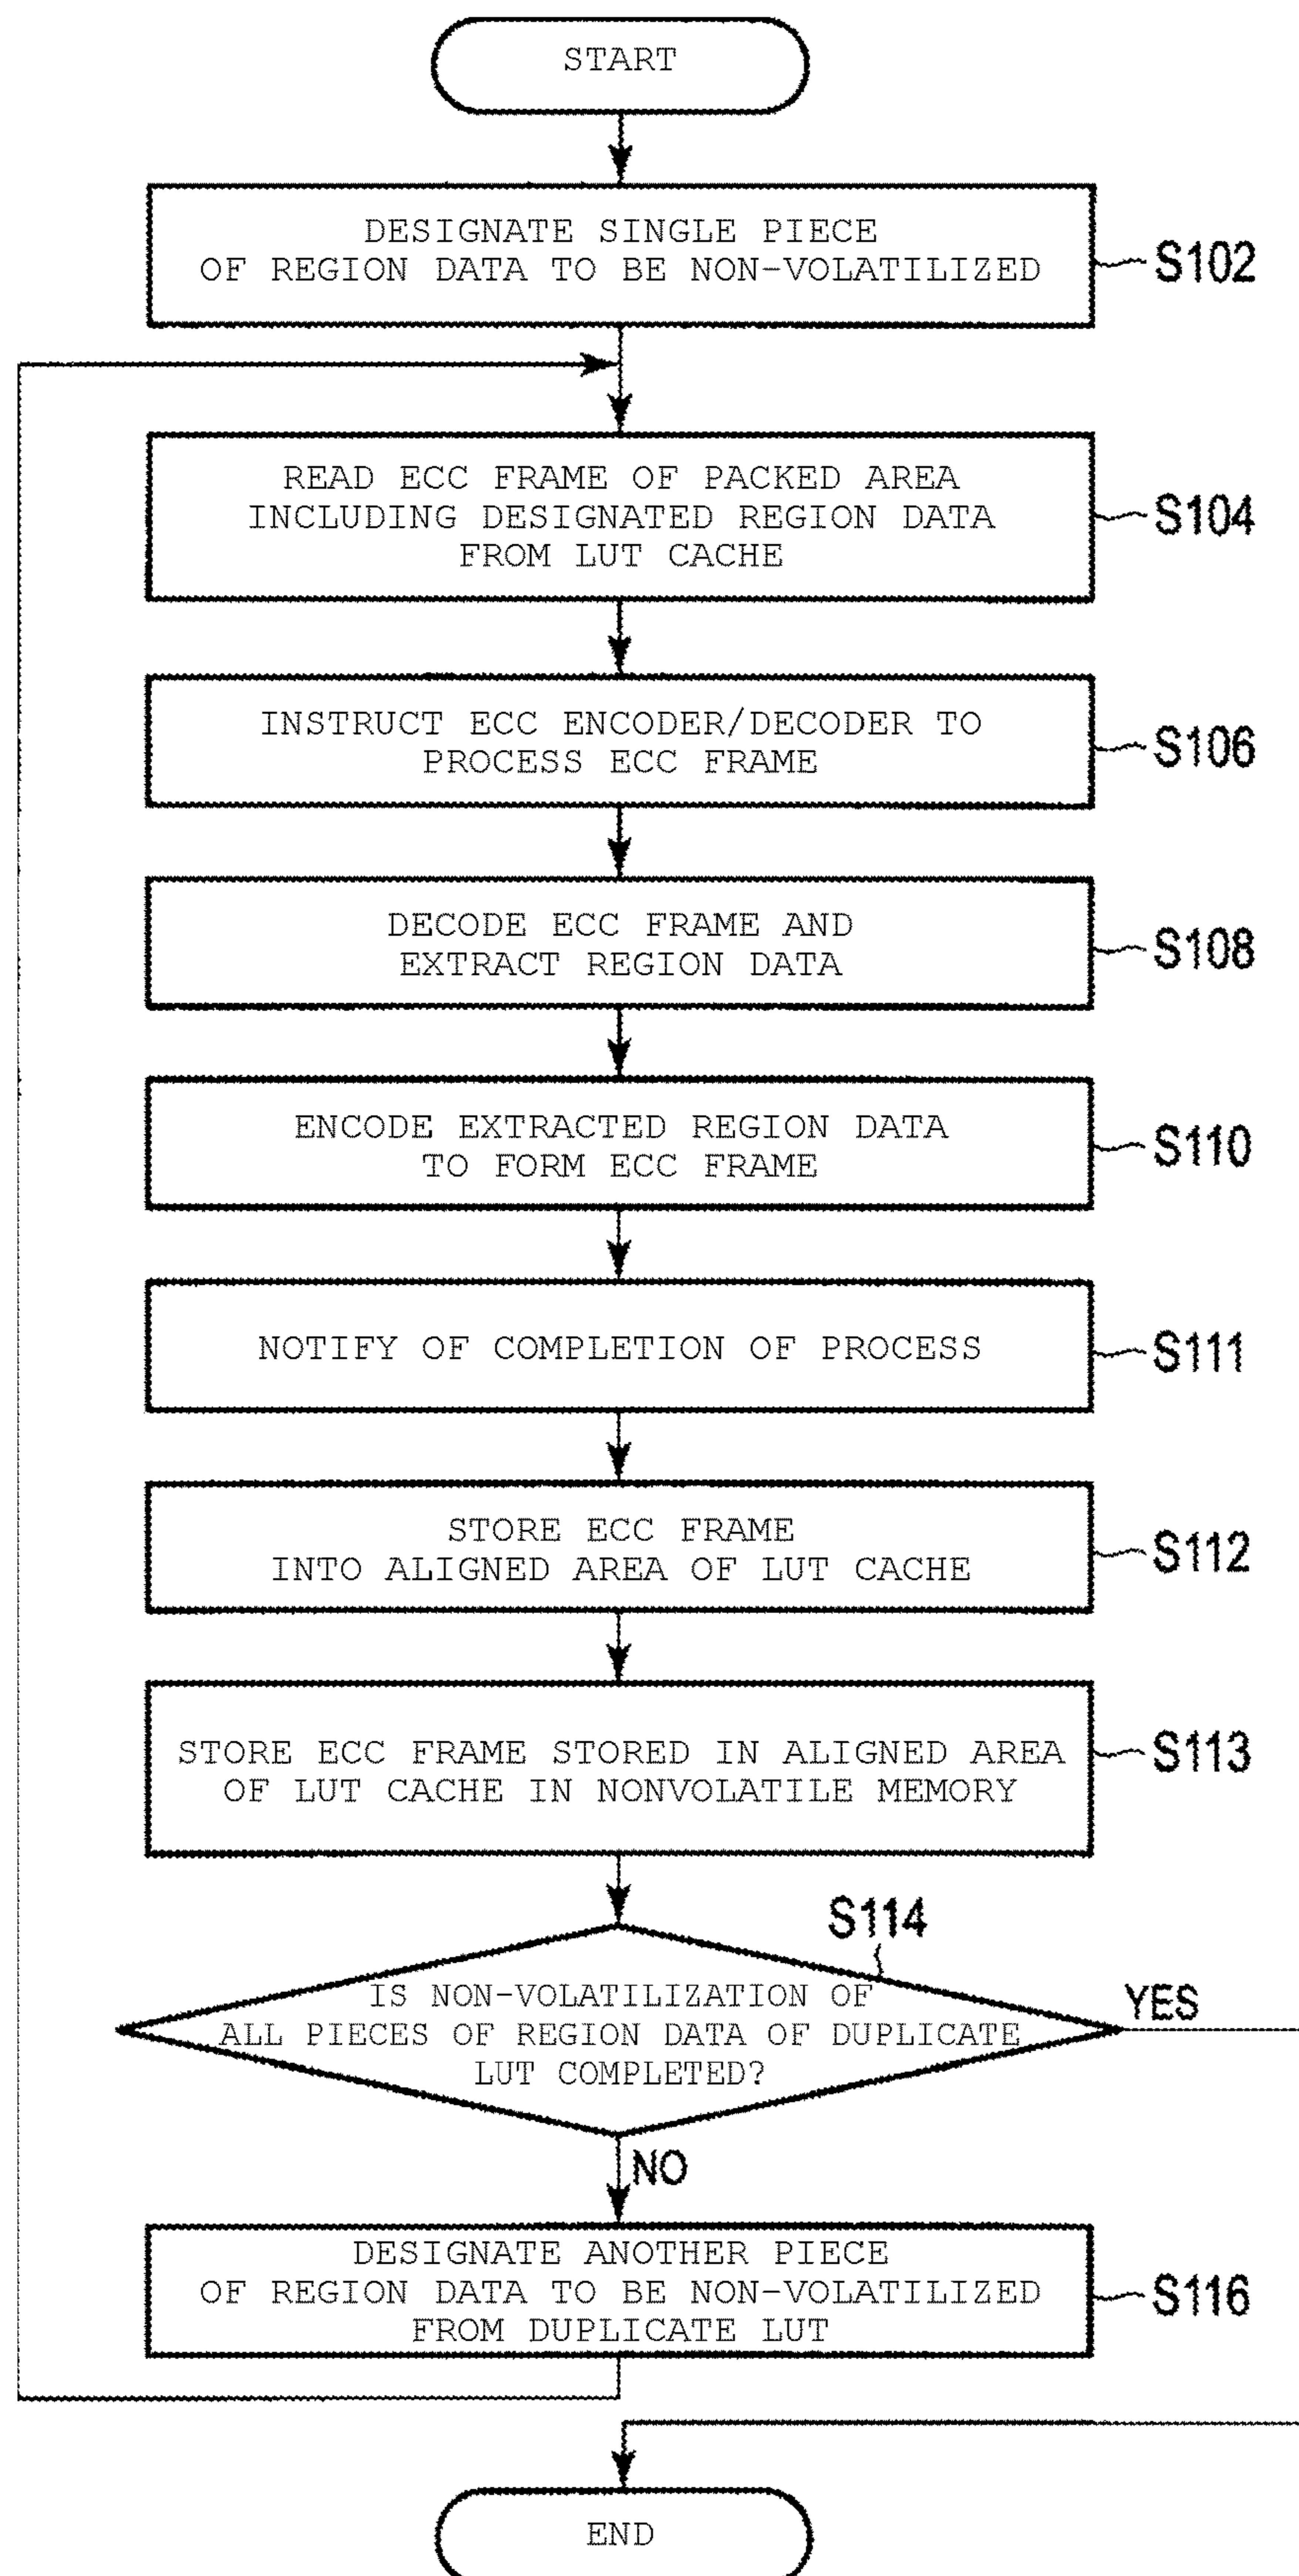 START
DESIGNATE SINGLE PIECE
OF REGION DATA TO BE NON-VOLATILIZED
S102
READ ECC FRAME OF PACKED AREA
INCLUDING DESIGNATED REGION DATA
FROM LUT CACHE
S104
INSTRUCT ECC ENCODER/DECODER TO
PROCESS ECC FRAME
S106
DECODE ECC FRAME AND
EXTRACT REGION DATA
S108
ENCODE EXTRACTED REGION DATA
TO FORM ECC FRAME
S110
NOTIFY OF COMPLETION OF PROCESS
S111
STORE ECC FRAME
INTO ALIGNED AREA OF LUT CACHE
S112
STORE ECC FRAME STORED IN ALIGNED AREA
OF LUT CACHE IN NONVOLATILE MEMORY
S113
S114
IS NON-VOLATILIZATION OF
ALL PIECES OF REGION DATA OF DUPLICATE
LUT COMPLETED?
YES
NO
DESIGNATE ANOTHER PIECE
OF REGION DATA TO BE NON-VOLATILIZED
FROM DUPLICATE LUT
S116
END